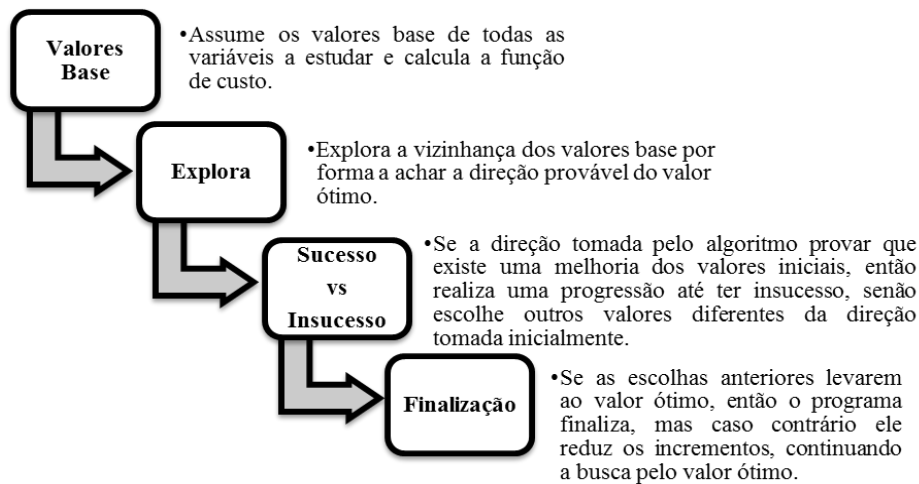 Valores
Base
•Assume os valores base de todas as
variáveis a estudar e calcula a função
de custo.
Explora
•Explora a vizinhança dos valores base por
forma a achar a direção provável do valor
ótimo.
Sucesso
vs
Insucesso
•Se a direção tomada pelo algoritmo provar que
existe uma melhoria dos valores iniciais, então
realiza uma progressão até ter insucesso, senão
escolhe outros valores diferentes da direção
tomada inicialmente.
Finalização
•Se as escolhas anteriores levarem
ao valor ótimo, então o programa
finaliza, mas caso contrário ele
reduz os incrementos, continuando
a busca pelo valor ótimo.